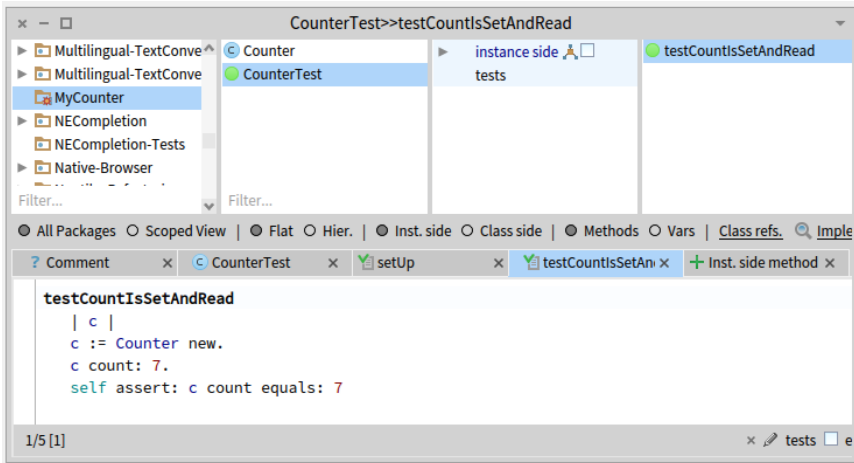 CounterTest>>testCountIsSetAndRead
Multilingual-TextConve
Multilingual-TextConve
MyCounter
NECompletion
NECompletion-Tests
Native-Browser
Filter...
Counter
CounterTest
Filter...
instance side
tests
testCountIsSetAndRead
All Packages Scoped View | Flat Hier. | Inst. side Class side | Methods Vars | Class refs. Imple
? Comment × CounterTest × setUp × testCountIsSetAn × Inst. side method ×
testCountIsSetAndRead
| c |
c := Counter new.
c count: 7.
self assert: c count equals: 7
1/5 [1] × tests e